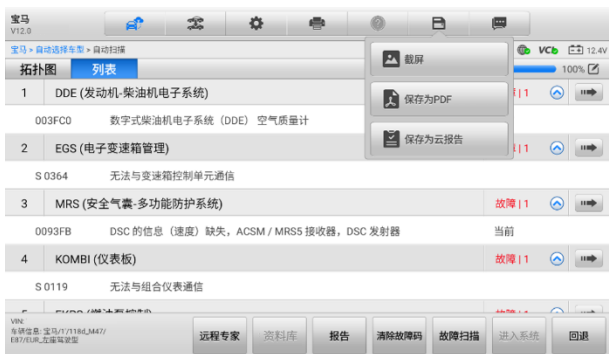 宝马
V12.0
宝马 > 自动选择车型 > 自动扫描
VCb 12.4V
拓扑图 列表
100%
截屏
保存为PDF
保存为云报告
1 DDE (发动机-柴油机电子系统) | 1
003FC0 数字式柴油机电子系统（DDE） 空气质量计
2 EGS (电子变速箱管理) | 1
S 0364 无法与变速箱控制单元通信
3 MRS (安全气囊-多功能防护系统) 故障 | 1
0093FB DSC 的信息（速度）缺失，ACSM / MRS5 接收器，DSC 发射器 当前
4 KOMBI (仪表板) 故障 | 1
S 0119 无法与组合仪表通信
VIN:
车辆信息: 宝马/1'/118d_M47/
E87/EUR_左座驾驶型
远程专家 资料库 报告 清除故障码 故障扫描 进入系统 回退